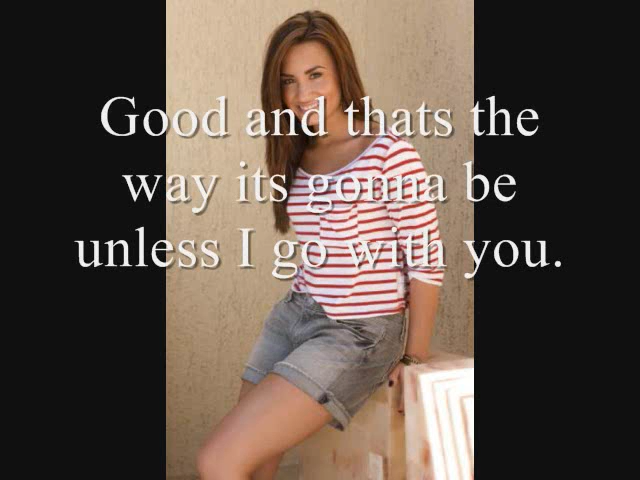 Good and thats the
way its gonna be
unless I go with you.